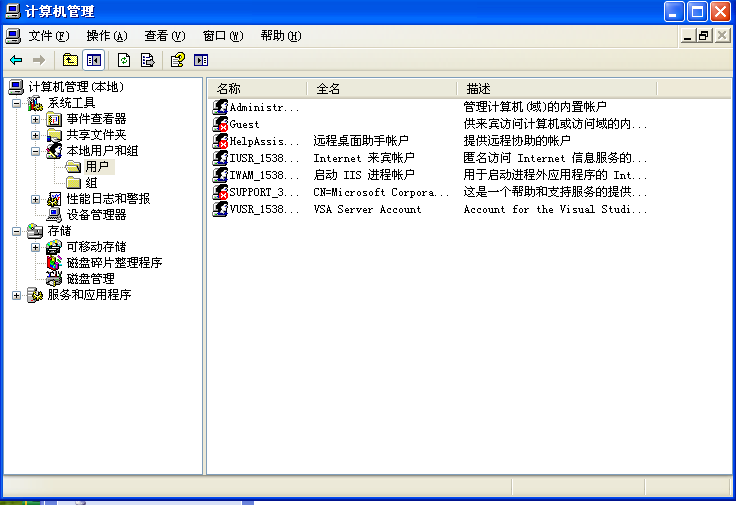 计算机管理
文件(F) 操作(A) 查看(V) 窗口(W) 帮助(H)
计算机管理(本地)
系统工具
事件查看器
共享文件夹
本地用户和组
用户
组
性能日志和警报
设备管理器
存储
可移动存储
磁盘碎片整理程序
磁盘管理
服务和应用程序
名称 全名 描述
Administr... 管理计算机(域)的内置帐户
Guest 供来宾访问计算机或访问域的内...
HelpAssis... 远程桌面助手帐户 提供远程协助的帐户
IUSR_1538... Internet 来宾帐户 匿名访问 Internet 信息服务的...
IWAM_1538... 启动 IIS 进程帐户 用于启动进程外应用程序的 Int...
SUPPORT_3... CN=Microsoft Corpora... 这是一个帮助和支持服务的提供...
VUSR_1538... VSA Server Account Account for the Visual Studi...